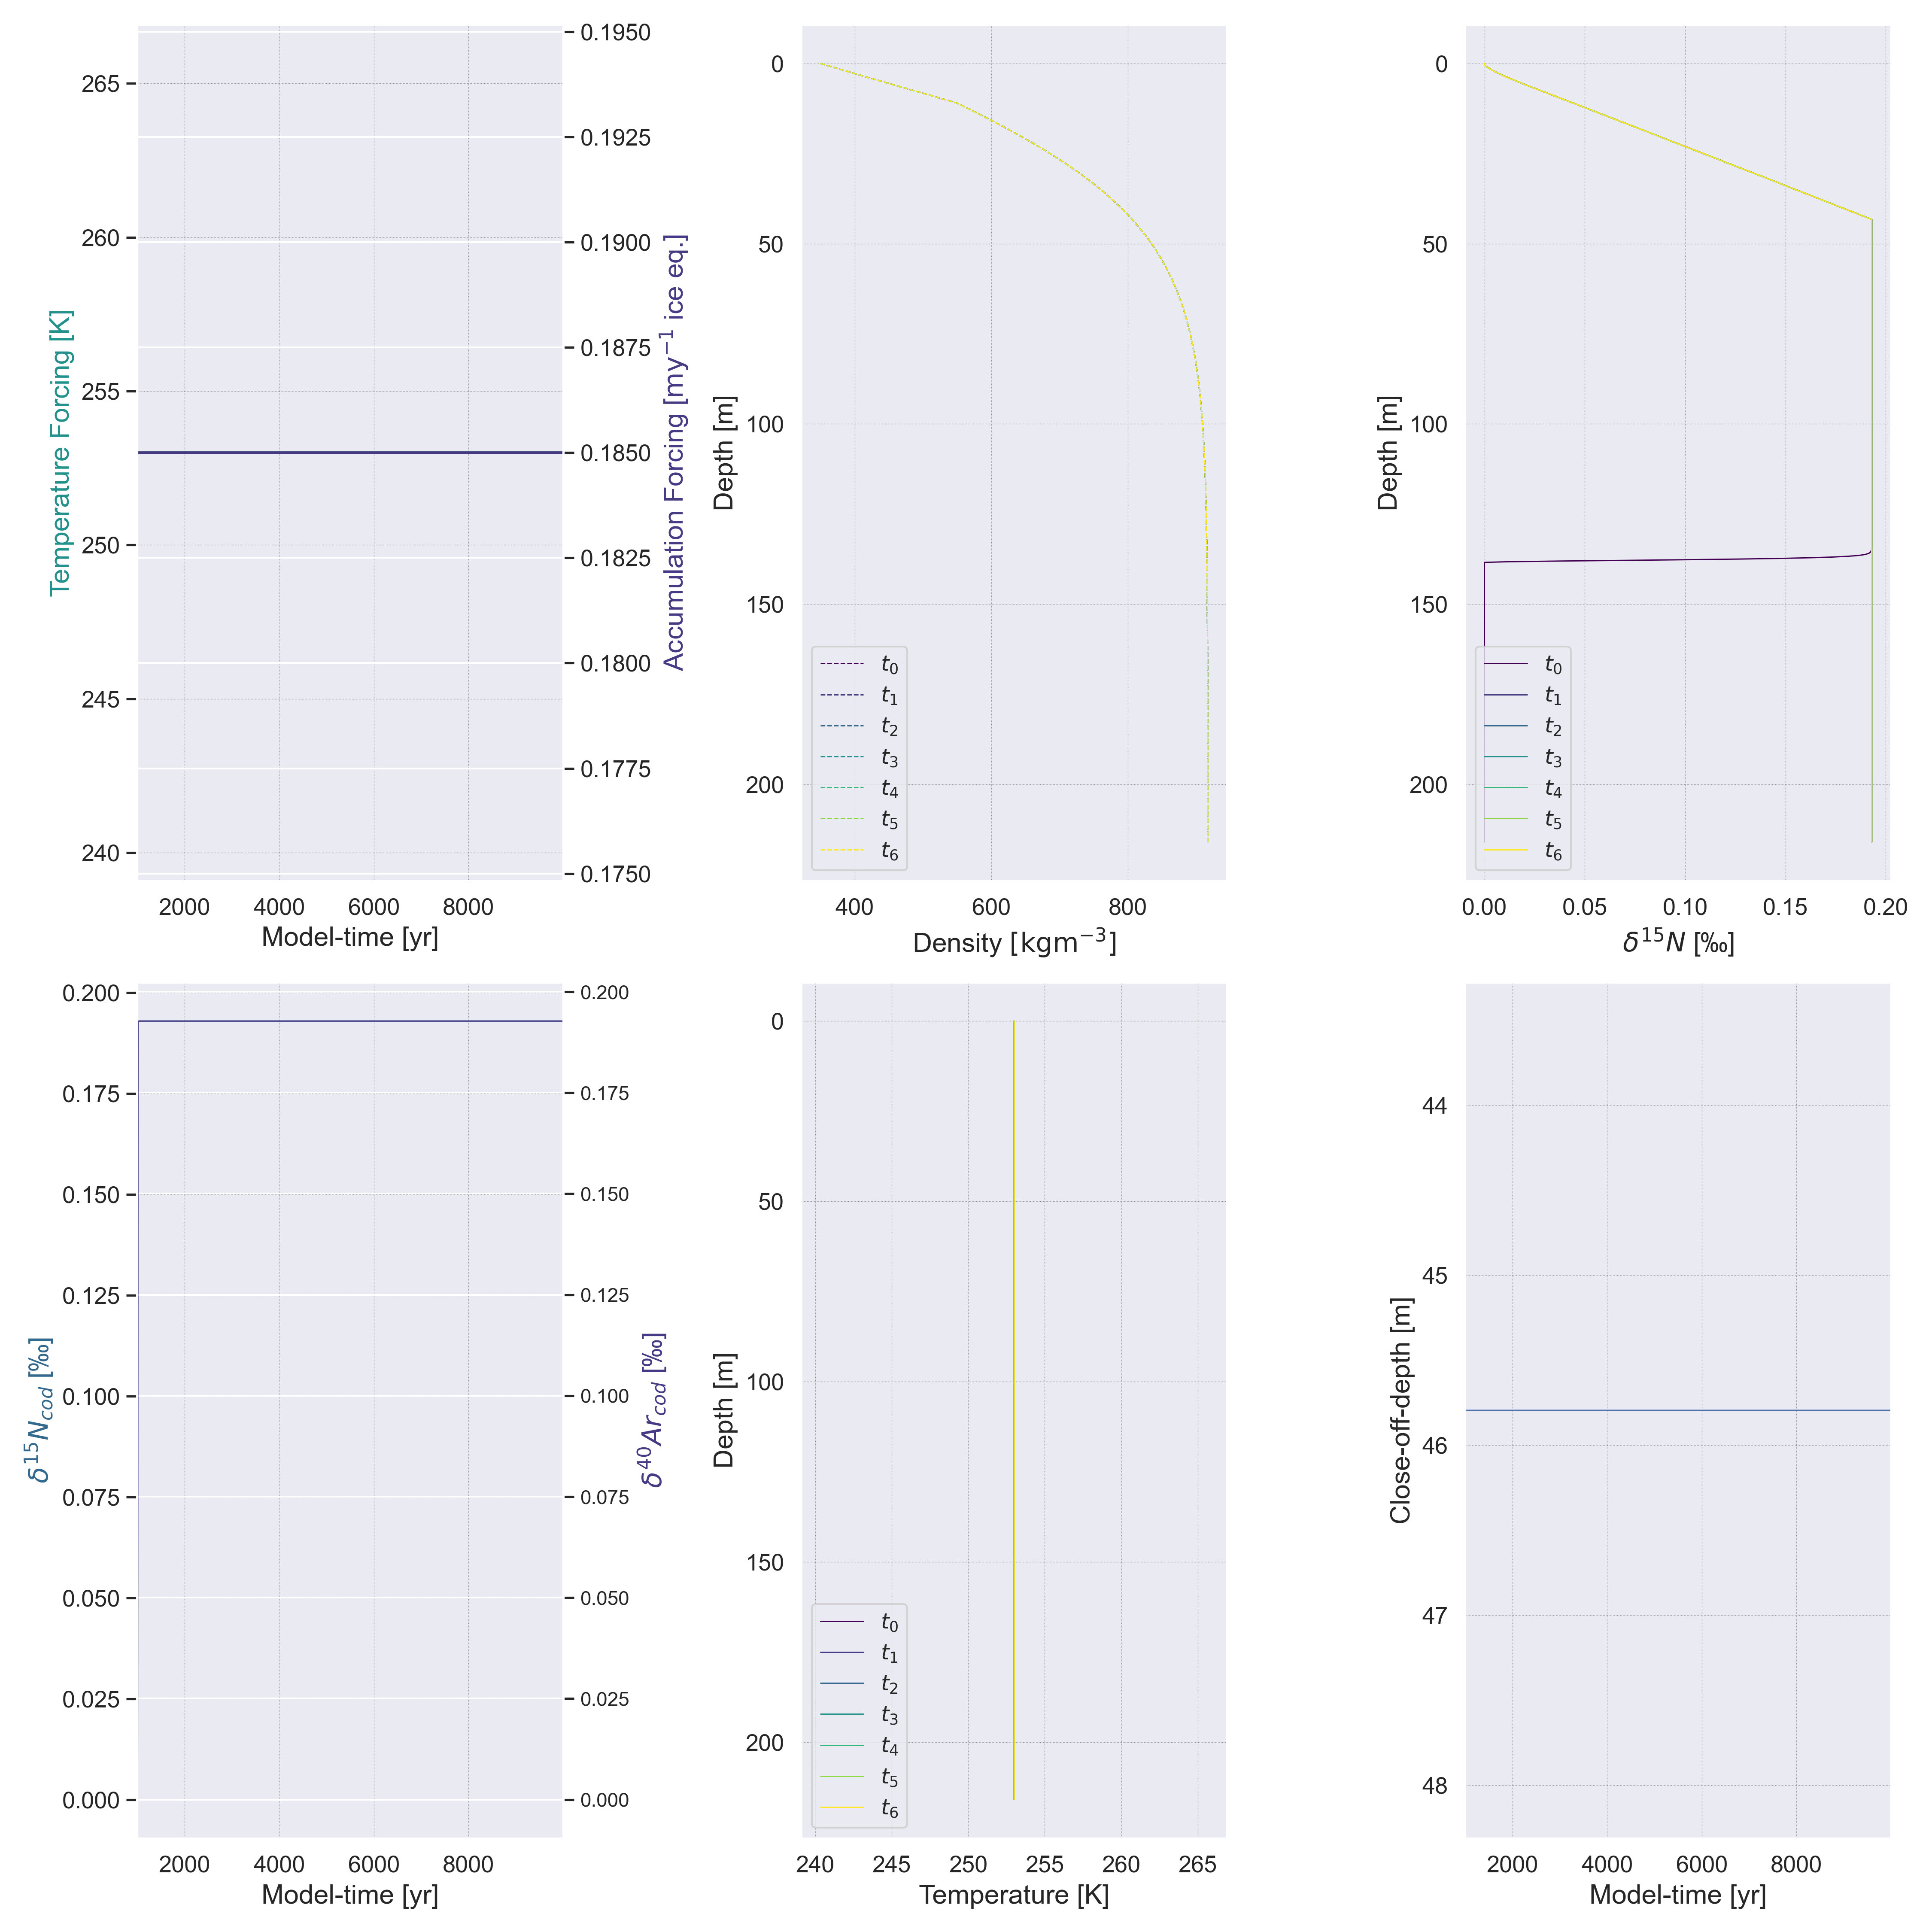 265
260
255
250
245
240
Temperature Forcing [K]
2000 4000 6000 8000
Model-time [yr]
0.1950
0.1925
0.1900
0.1875
0.1850
0.1825
0.1800
0.1775
0.1750
Accumulation Forcing [my⁻¹ ice eq.]
0
50
100
150
200
Depth [m]
t₀
t₁
t₂
t₃
t₄
t₅
t₆
400 600 800
Density [kgm⁻³]
0
50
100
150
200
Depth [m]
t₀
t₁
t₂
t₃
t₄
t₅
t₆
0.00 0.05 0.10 0.15 0.20
δ¹⁵N [‰]
0.200
0.175
0.150
0.125
0.100
0.075
0.050
0.025
0.000
δ¹⁵N_cod [‰]
2000 4000 6000 8000
Model-time [yr]
0.200
0.175
0.150
0.125
0.100
0.075
0.050
0.025
0.000
δ⁴⁰Ar_cod [‰]
0
50
100
150
200
Depth [m]
t₀
t₁
t₂
t₃
t₄
t₅
t₆
240 245 250 255 260 265
Temperature [K]
44
45
46
47
48
Close-off-depth [m]
2000 4000 6000 8000
Model-time [yr]